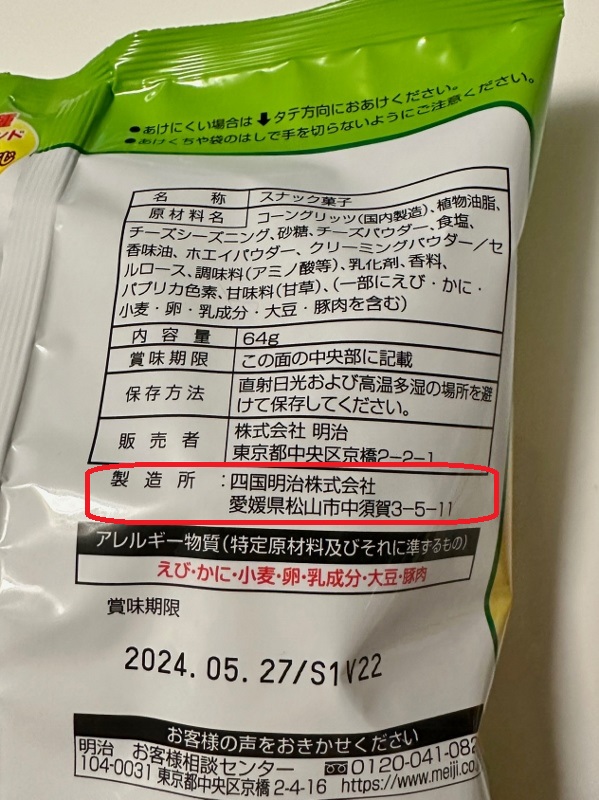 ●あけにくい場合は⬇タテ方向におあけください。
●あけくちや袋のはしで手を切らないようにご注意ください。
名称 スナック菓子
原材料名 コーングリッツ(国内製造)、植物油脂、
チーズシーズニング、砂糖、チーズパウダー、食塩、
香味油、ホエイパウダー、クリーミングパウダー/セ
ルロース、調味料(アミノ酸等)、乳化剤、香料、
パプリカ色素、甘味料(甘草)、(一部にえび・かに・
小麦・卵・乳成分・大豆・豚肉を含む)
内容量 64g
賞味期限 この面の中央部に記載
保存方法 直射日光および高温多湿の場所を避
けて保存してください。
販売者 株式会社 明治
東京都中央区京橋2-2-1
製造所 :四国明治株式会社
愛媛県松山市中須賀3-5-11
アレルギー物質(特定原材料及びそれに準ずるもの)
えび・かに・小麦・卵・乳成分・大豆・豚肉
賞味期限
2024.05.27/S1V22
お客様の声をおきかせください
明治 お客様相談センター 0120-041-082
104-0031 東京都中央区京橋2-4-16 https://www.meiji.co